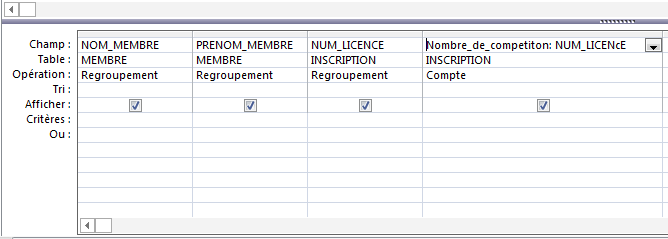 Champ : NOM_MEMBRE PRENOM_MEMBRE NUM_LICENCE Nombre_de_competiton: NUM_LICENcE
Table : MEMBRE MEMBRE INSCRIPTION INSCRIPTION
Opération : Regroupement Regroupement Regroupement Compte
Tri :
Afficher :
Critères :
Ou :